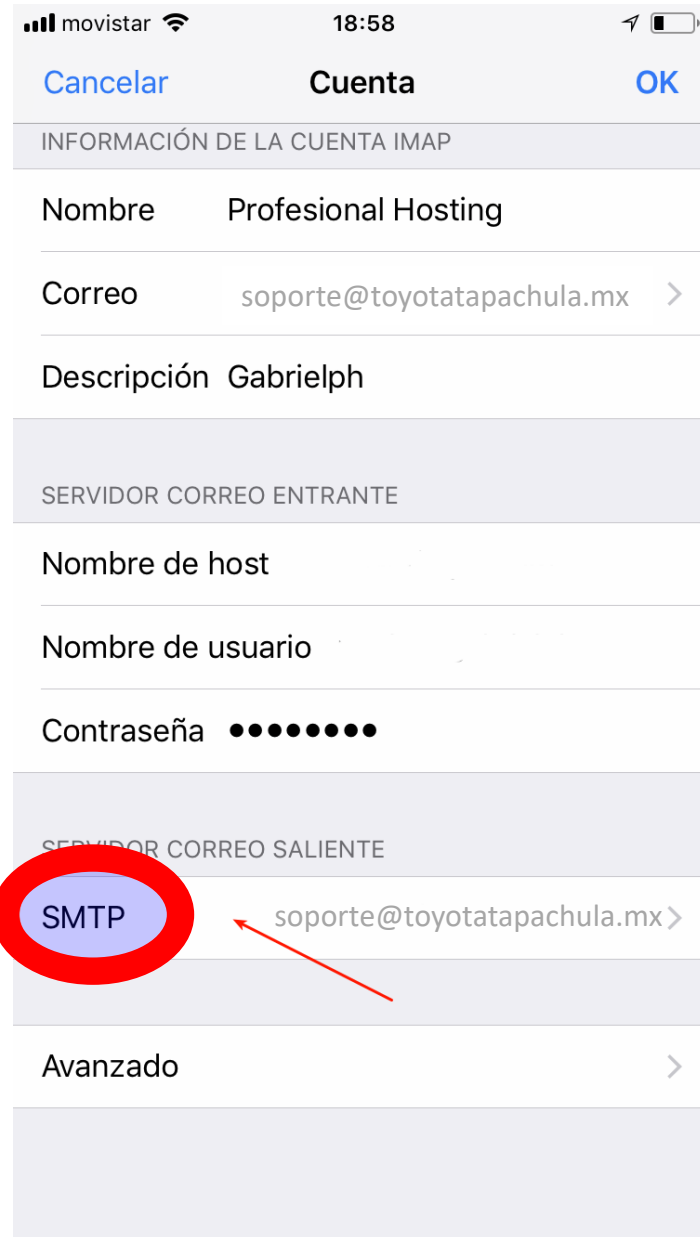 movistar 18:58
Cancelar Cuenta OK
INFORMACIÓN DE LA CUENTA IMAP
Nombre Profesional Hosting
Correo soporte@toyotatapachula.mx
Descripción Gabrielph
SERVIDOR CORREO ENTRANTE
Nombre de host
Nombre de usuario
Contraseña ●●●●●●●●
SERVIDOR CORREO SALIENTE
SMTP soporte@toyotatapachula.mx
Avanzado